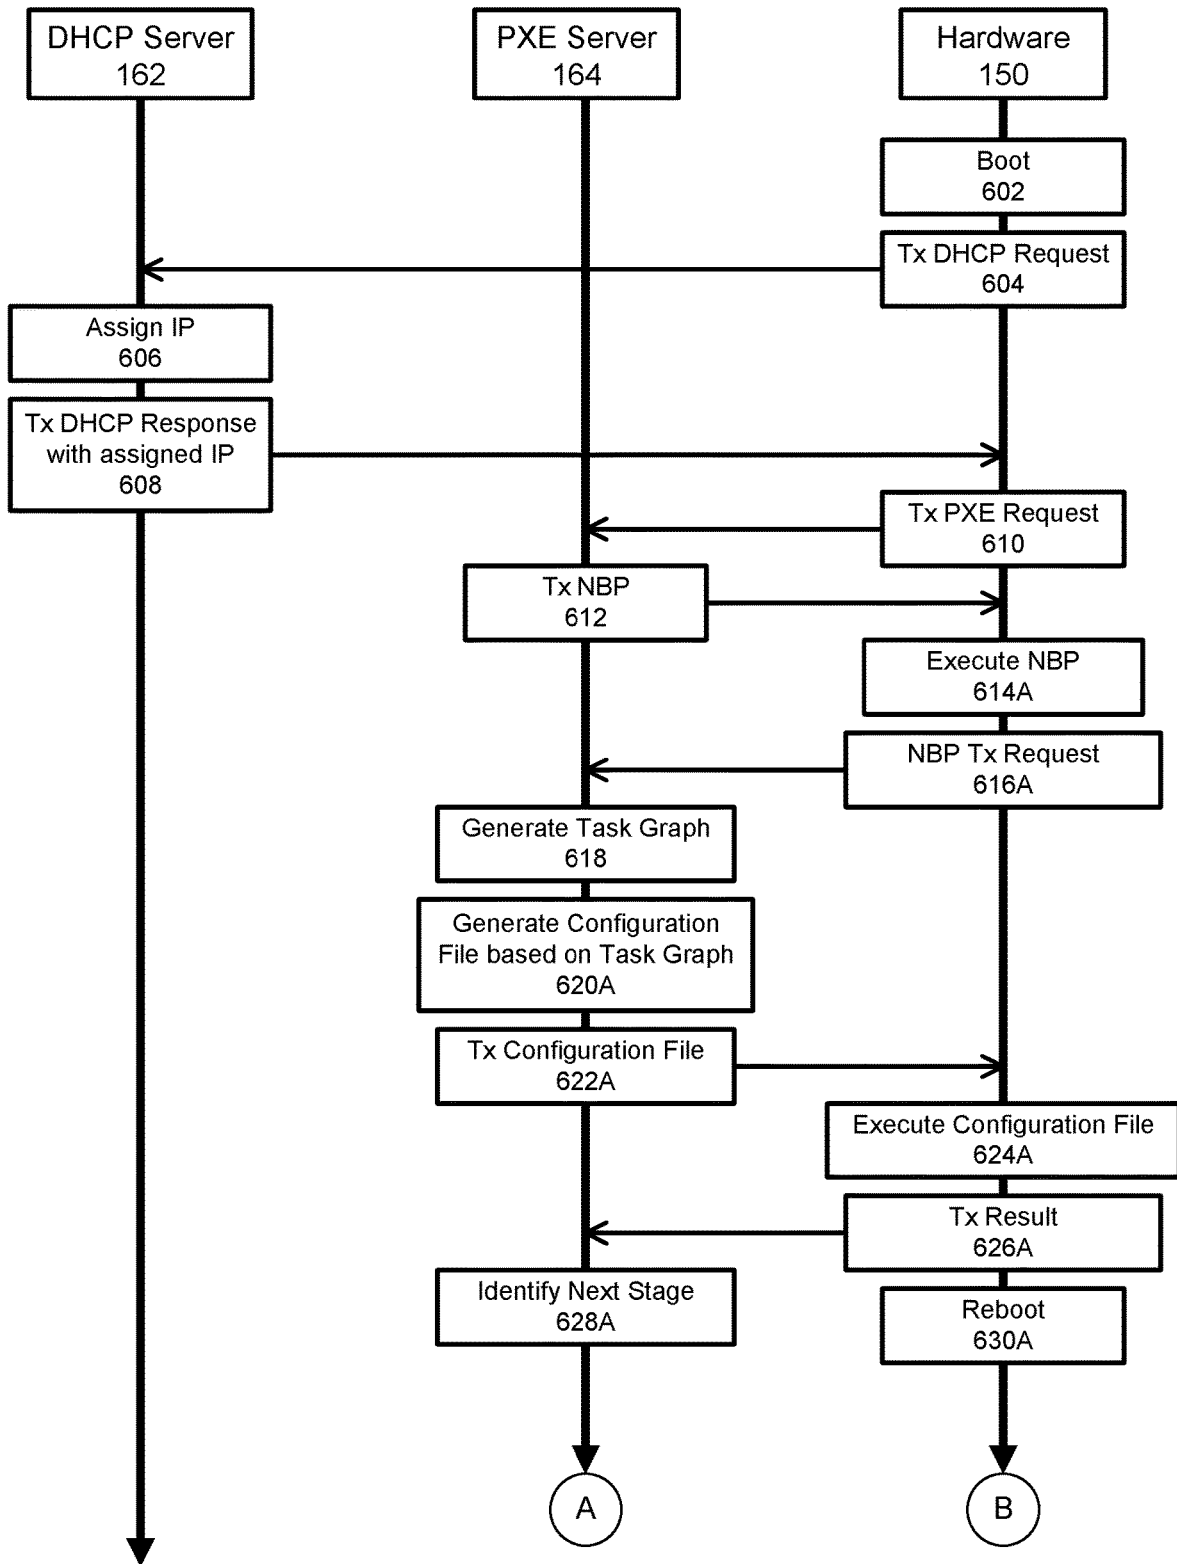 DHCP Server
162
PXE Server
164
Hardware
150
Boot
602
Tx DHCP Request
604
Assign IP
606
Tx DHCP Response
with assigned IP
608
Tx PXE Request
610
Tx NBP
612
Execute NBP
614A
NBP Tx Request
616A
Generate Task Graph
618
Generate Configuration
File based on Task Graph
620A
Tx Configuration File
622A
Execute Configuration File
624A
Tx Result
626A
Identify Next Stage
628A
Reboot
630A
A
B